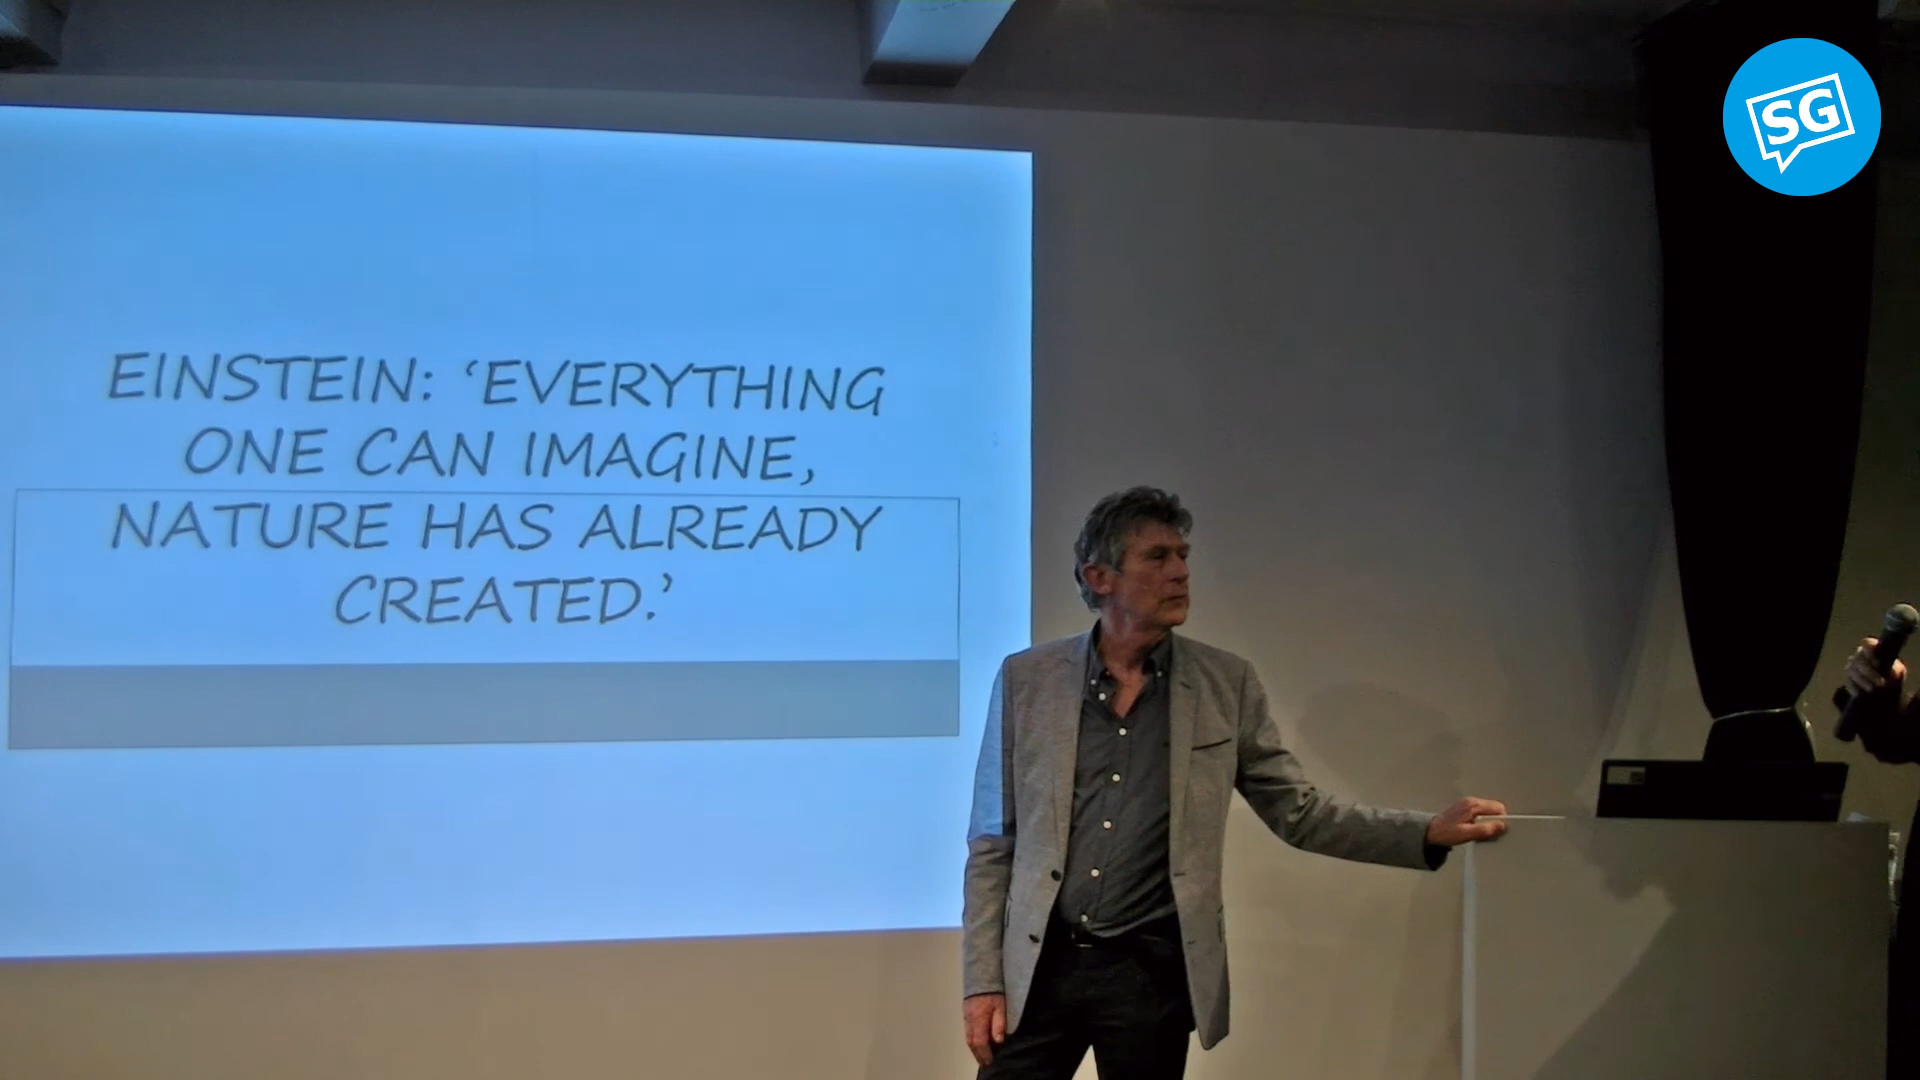 SG
EINSTEIN: ‘EVERYTHING
ONE CAN IMAGINE,
NATURE HAS ALREADY
CREATED.’